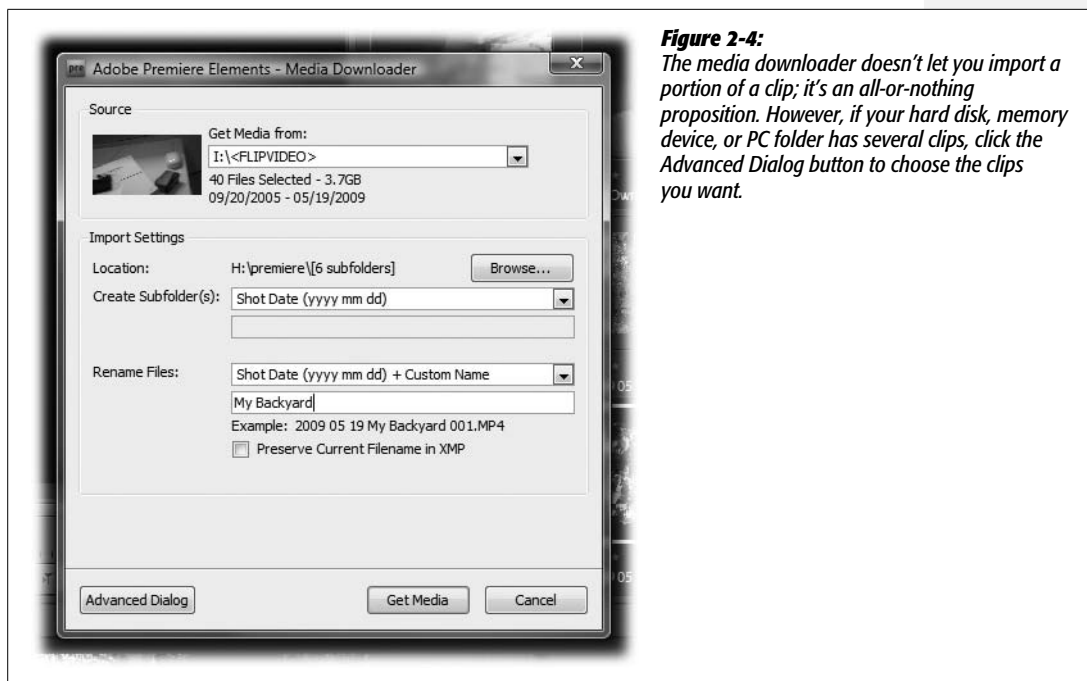 Figure 2-4:
The media downloader doesn't let you import a
portion of a clip; it's an all-or-nothing
proposition. However, if your hard disk, memory
device, or PC folder has several clips, click the
Advanced Dialog button to choose the clips
you want.
pre Adobe Premiere Elements - Media Downloader
Source
Get Media from:
I:\<FLIPVIDEO>
40 Files Selected - 3.7GB
09/20/2005 - 05/19/2009
Import Settings
Location: H:\premiere\[6 subfolders] Browse...
Create Subfolder(s): Shot Date (yyyy mm dd)
Rename Files: Shot Date (yyyy mm dd) + Custom Name
My Backyard
Example: 2009 05 19 My Backyard 001.MP4
Preserve Current Filename in XMP
Advanced Dialog Get Media Cancel